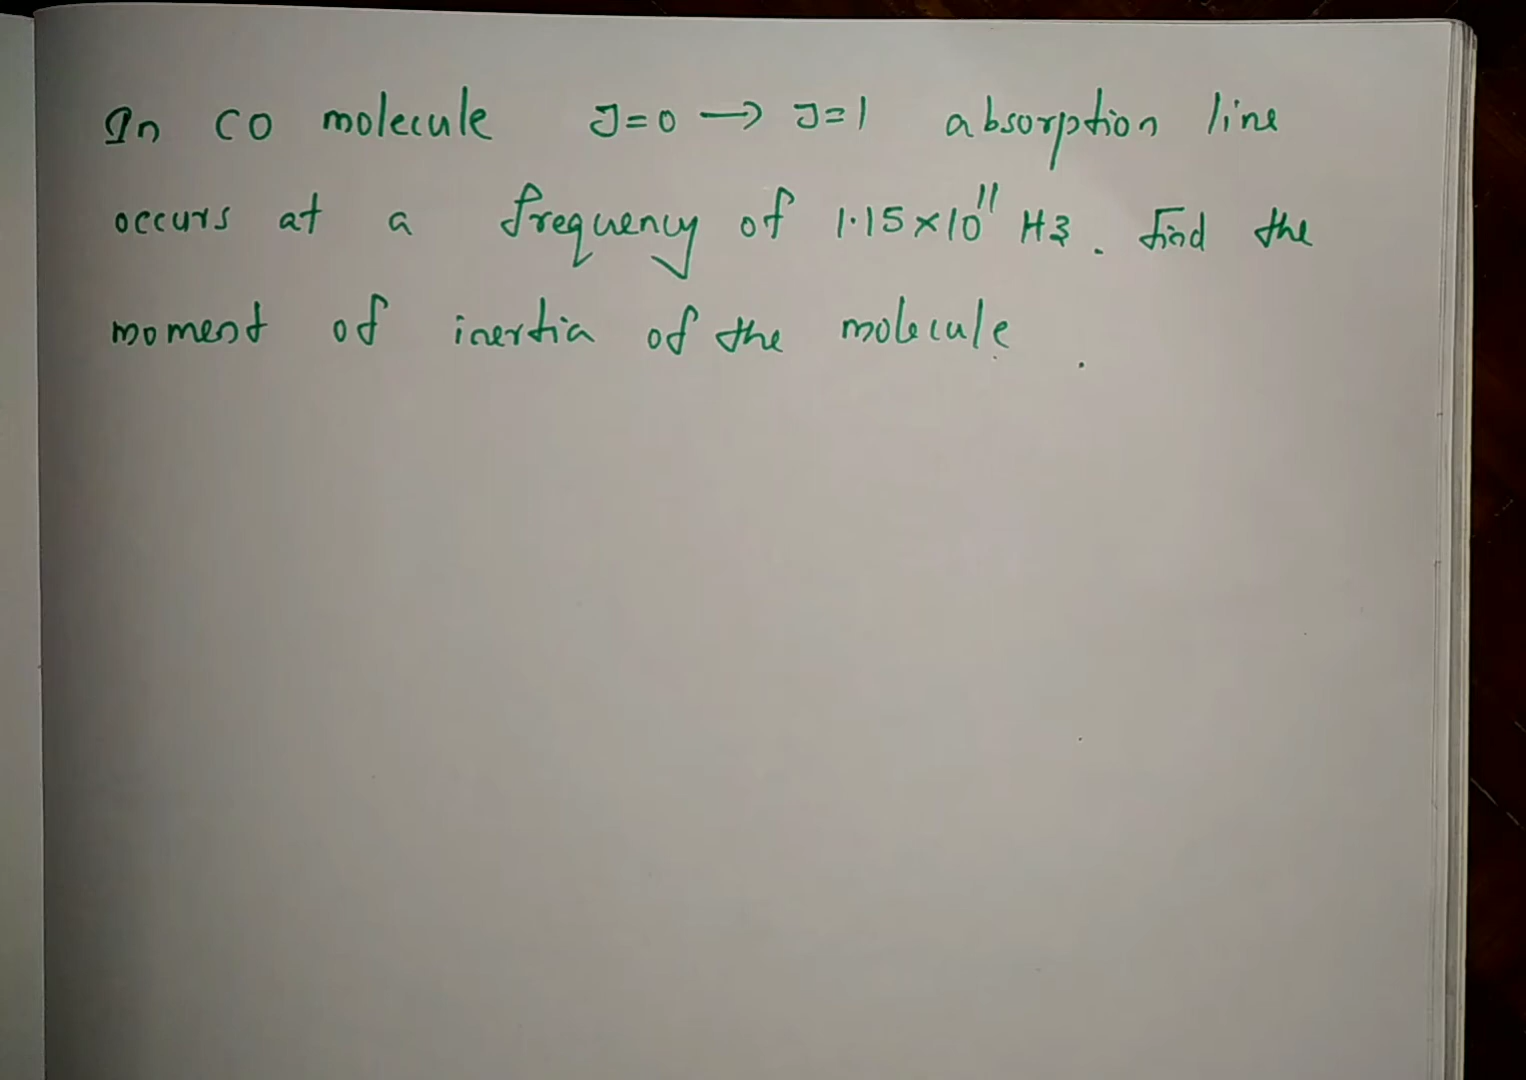 In CO molecule J=0 → J=1 absorption line
occurs at a frequency of 1.15×10¹¹ Hz. Find the
moment of inertia of the molecule.